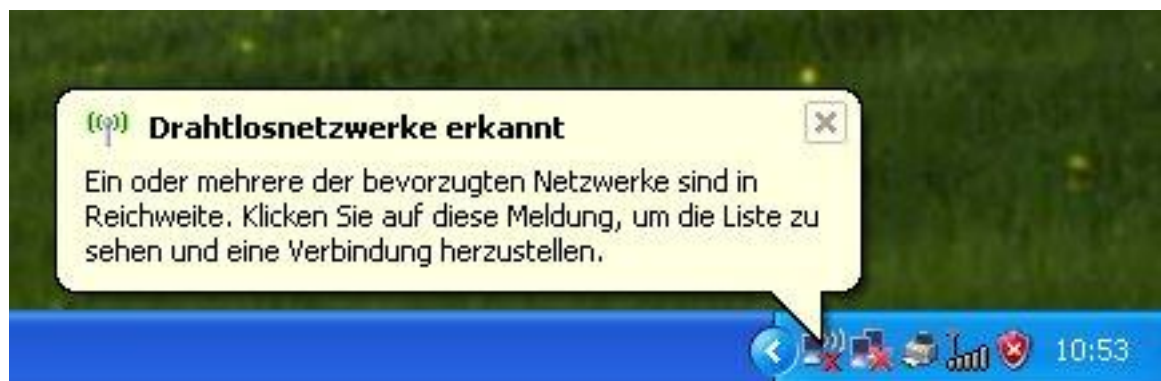 Drahtlosnetzwerke erkannt
Ein oder mehrere der bevorzugten Netzwerke sind in
Reichweite. Klicken Sie auf diese Meldung, um die Liste zu
sehen und eine Verbindung herzustellen.
10:53